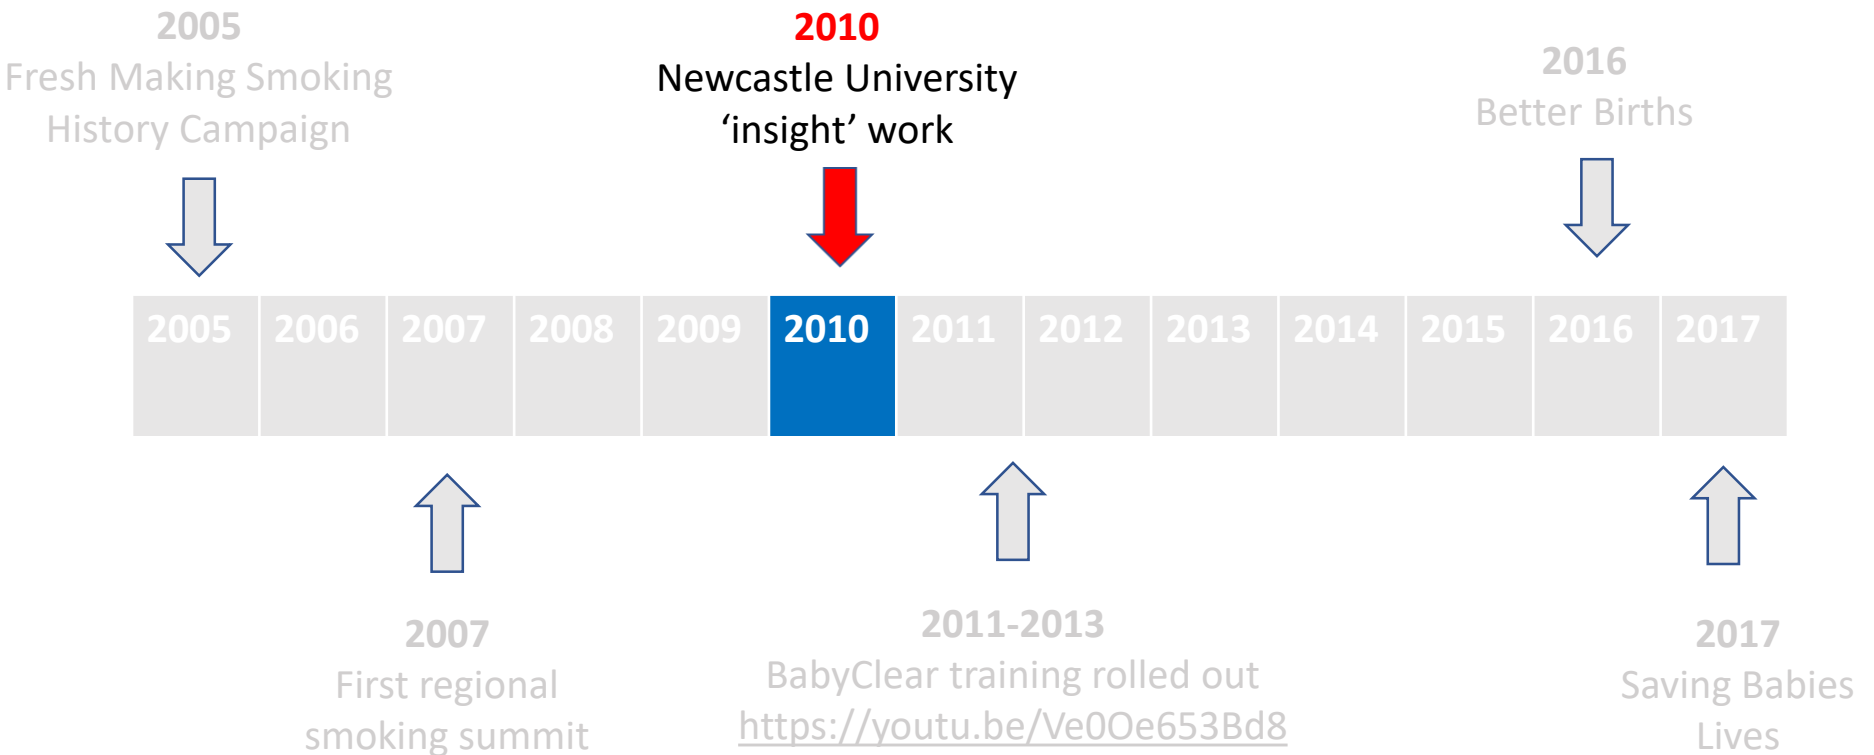 2005
Fresh Making Smoking
History Campaign
2010
Newcastle University
‘insight’ work
2016
Better Births
2005 2006 2007 2008 2009 2010 2011 2012 2013 2014 2015 2016 2017
2007
First regional
smoking summit
2011-2013
BabyClear training rolled out
https://youtu.be/Ve0Oe653Bd8
2017
Saving Babies
Lives